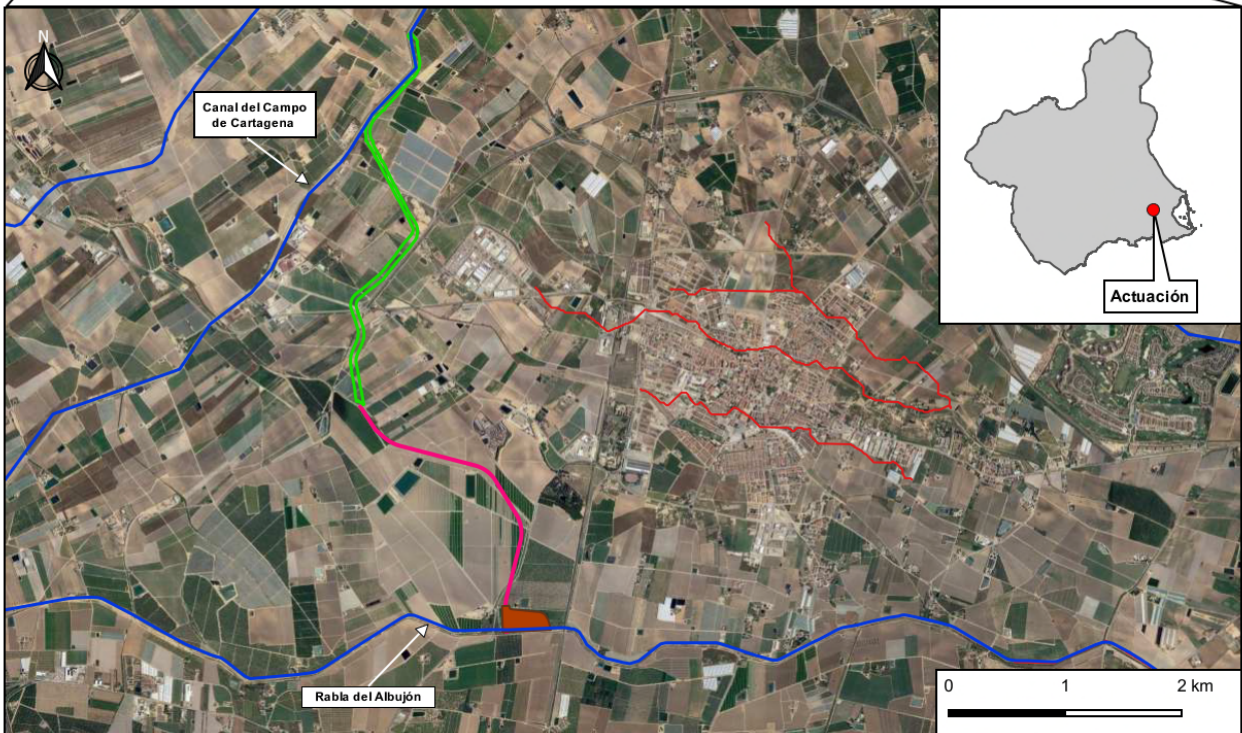 N
Canal del Campo
de Cartagena
Actuación
Rabla del Albujón
0 1 2 km